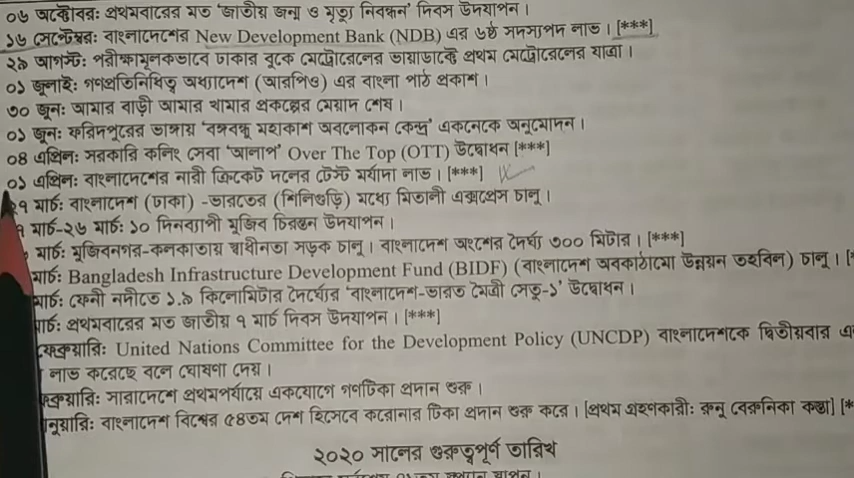 ০৬ অক্টোবর: প্রথমবারের মত 'জাতীয় জন্ম ও মৃত্যু নিবন্ধন' দিবস উদযাপন।
১৬ সেপ্টেম্বর: বাংলাদেশের New Development Bank (NDB) এর ৬ষ্ঠ সদস্যপদ লাভ। [***]
২৯ আগস্ট: পরীক্ষামূলকভাবে ঢাকার বুকে মেট্রোরেলের ভায়াডাক্টে প্রথম মেট্রোরেলের যাত্রা।
০১ জুলাই: গণপ্রতিনিধিত্ব অধ্যাদেশ (আরপিও) এর বাংলা পাঠ প্রকাশ।
৩০ জুন: আমার বাড়ী আমার খামার প্রকল্পের মেয়াদ শেষ।
০১ জুন: ফরিদপুরের ভাঙ্গায় 'বঙ্গবন্ধু মহাকাশ অবলোকন কেন্দ্র' একনেকে অনুমোদন।
০৪ এপ্রিল: সরকারি কলিং সেবা 'আলাপ' Over The Top (OTT) উদ্বোধন [***]
০১ এপ্রিল: বাংলাদেশের নারী ক্রিকেট দলের টেস্ট মর্যাদা লাভ। [***]
২৭ মার্চ: বাংলাদেশ (ঢাকা) -ভারতের (শিলিগুড়ি) মধ্যে মিতালী এক্সপ্রেস চালু।
৭ মার্চ-২৬ মার্চ: ১০ দিনব্যাপী মুজিব চিরন্তন উদযাপন।
মার্চ: মুজিবনগর-কলকাতায় স্বাধীনতা সড়ক চালু। বাংলাদেশ অংশের দৈর্ঘ্য ৩০০ মিটার। [***]
মার্চ: Bangladesh Infrastructure Development Fund (BIDF) (বাংলাদেশ অবকাঠামো উন্নয়ন তহবিল) চালু। [*
মার্চ: ফেনী নদীতে ১.৯ কিলোমিটার দৈর্ঘ্যের 'বাংলাদেশ-ভারত মৈত্রী সেতু-১' উদ্বোধন।
মার্চ: প্রথমবারের মত জাতীয় ৭ মার্চ দিবস উদযাপন। [***]
ফেব্রুয়ারি: United Nations Committee for the Development Policy (UNCDP) বাংলাদেশকে দ্বিতীয়বার এ
লাভ করেছে বলে ঘোষণা দেয়।
ফেব্রুয়ারি: সারাদেশে প্রথমপর্যায়ে একযোগে গণটিকা প্রদান শুরু।
নুয়ারি: বাংলাদেশ বিশ্বের ৫৪তম দেশ হিসেবে করোনার টিকা প্রদান শুরু করে। [প্রথম গ্রহণকারী: রুনু বেরুনিকা কস্তা] [*
২০২০ সালের গুরুত্বপূর্ণ তারিখ